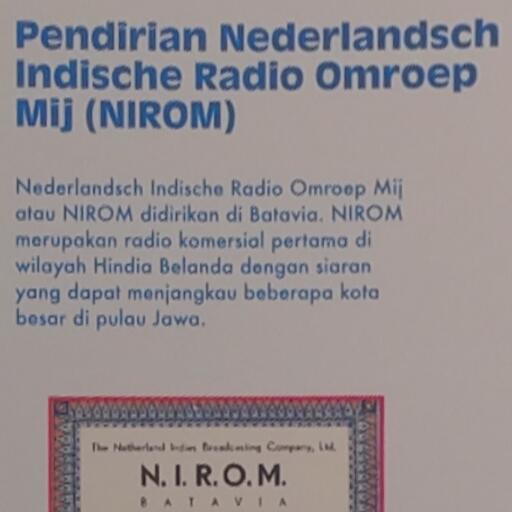 Pendirian Nederlandsch
Indische Radio Omroep
Mij (NIROM)
Nederlandsch Indische Radio Omroep Mij
atau NIROM didirikan di Batavia. NIROM
merupakan radio komersial pertama di
wilayah Hindia Belanda dengan siaran
yang dapat menjangkau beberapa kota
besar di pulau Jawa.
The Netherland Indies Broadcasting Company, Ltd.
N. I. R. O. M.
BATAVIA